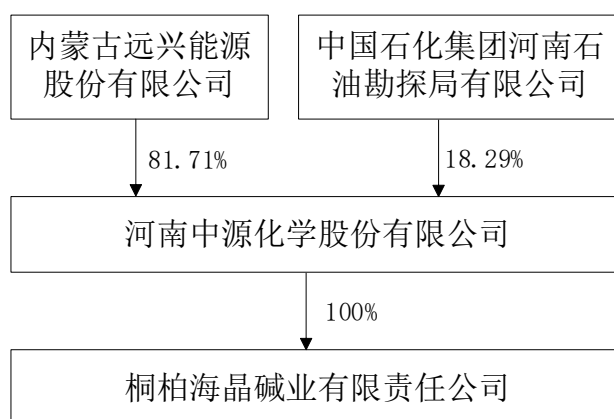 内蒙古远兴能源
股份有限公司
中国石化集团河南石
油勘探局有限公司
81.71%
18.29%
河南中源化学股份有限公司
100%
桐柏海晶碱业有限责任公司